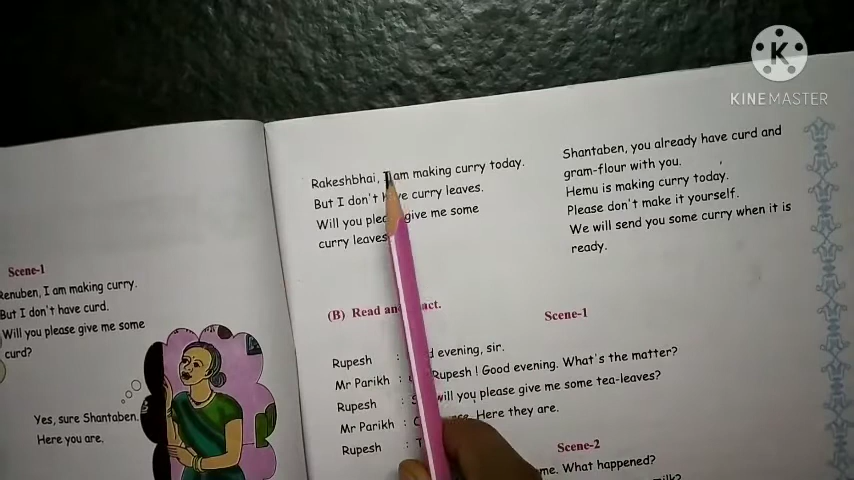 K
KINEMASTER
Scene-1
Renuben, I am making curry.
But I don't have curd.
Will you please give me some
curd?
Yes, sure Shantaben.
Here you are.
Rakeshbhai, I am making curry today.
But I don't have curry leaves.
Will you please give me some
curry leaves
Shantaben, you already have curd and
gram-flour with you.
Hemu is making curry today.
Please don't make it yourself.
We will send you some curry when it is
ready.
(B) Read and act.
Scene-1
Rupesh : evening, sir.
Mr Parikh : Rupesh ! Good evening. What's the matter?
Rupesh : will you please give me some tea-leaves?
Mr Parikh : Here they are.
Rupesh :
Scene-2
What happened?